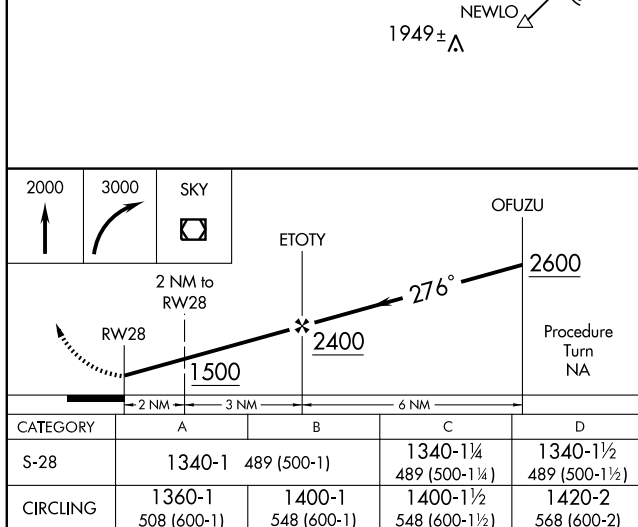 NEWLO
1949±
2000 3000 SKY
OFUZU
ETOTY
2600
2 NM to
RW28
276°
RW28
2400
Procedure
Turn
NA
1500
2 NM 3 NM 6 NM
CATEGORY A B C D
S-28 1340-1 489 (500-1) 1340-1¼ 1340-1½
489 (500-1¼) 489 (500-1½)
CIRCLING 1360-1 1400-1 1400-1½ 1420-2
508 (600-1) 548 (600-1) 548 (600-1½) 568 (600-2)